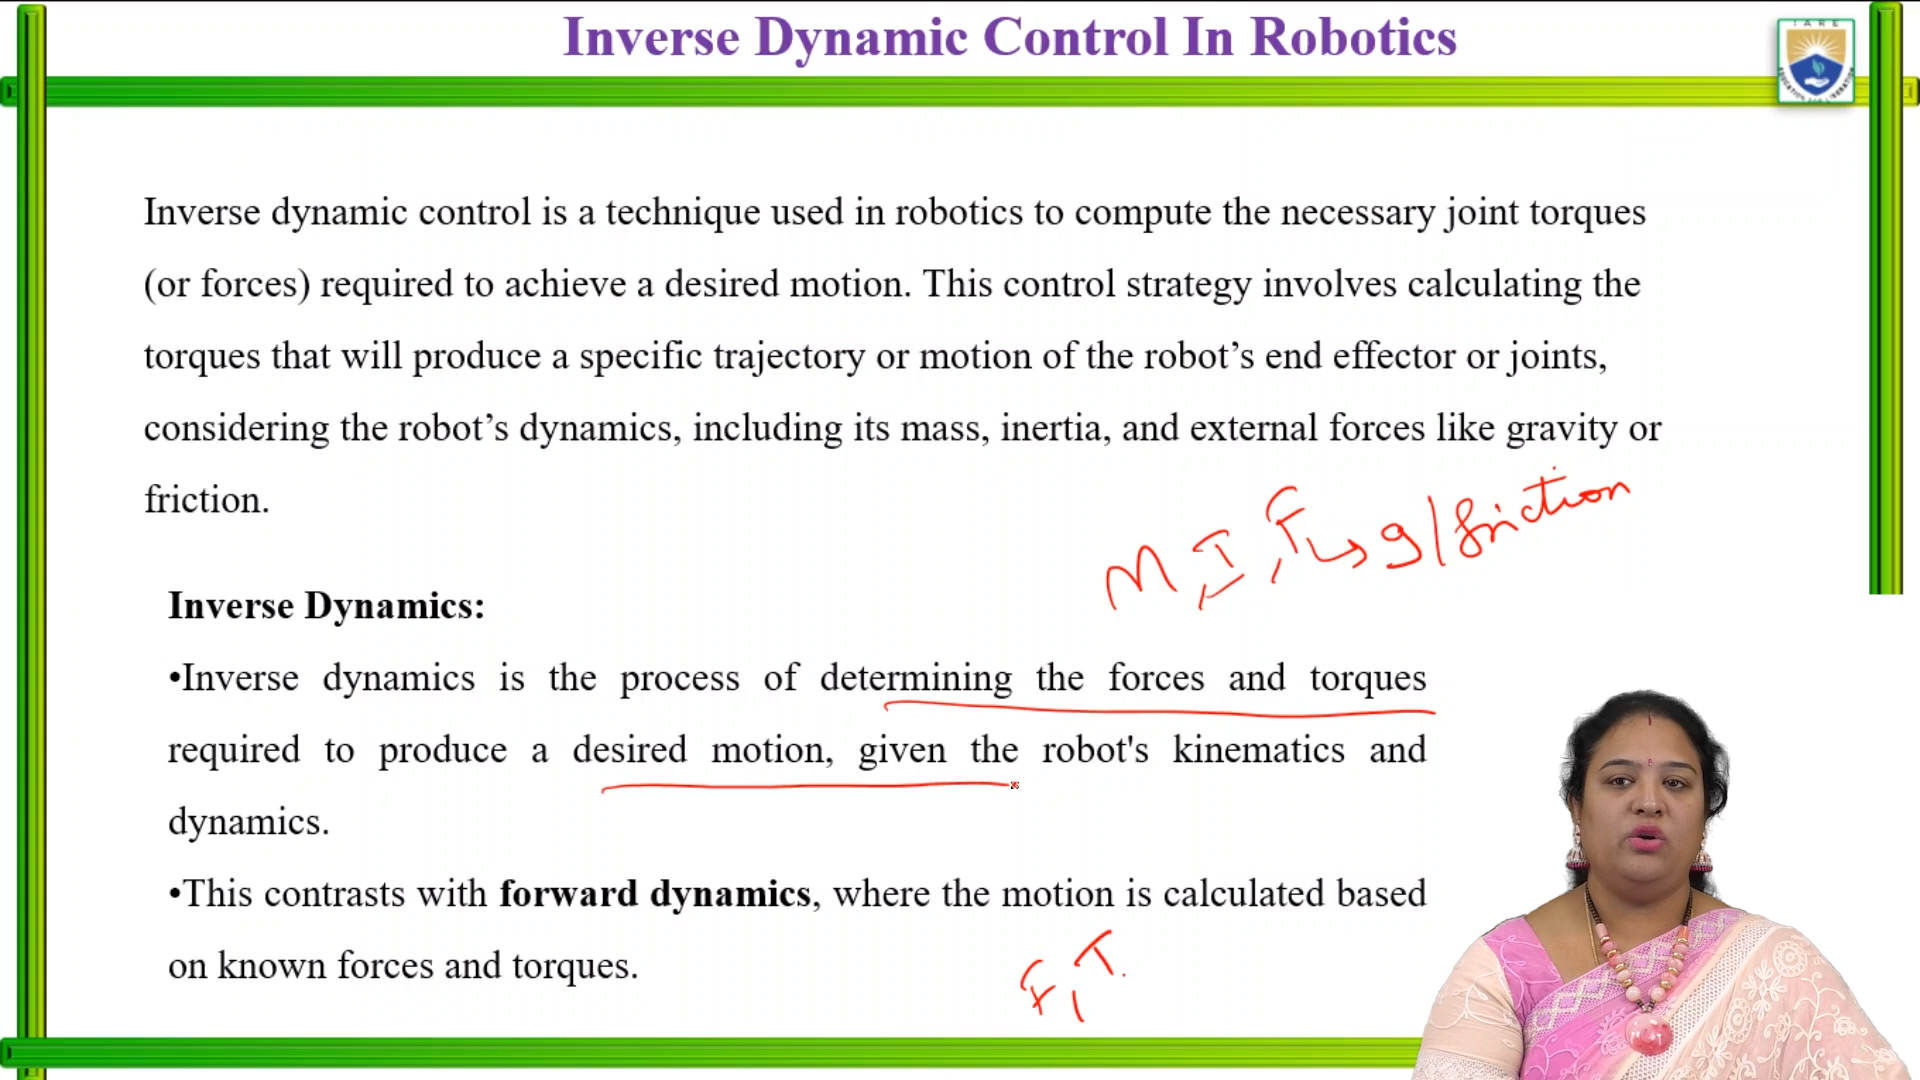 Inverse Dynamic Control In Robotics
IARE
EDUCATION FOR LIBERATION
Inverse dynamic control is a technique used in robotics to compute the necessary joint torques
(or forces) required to achieve a desired motion. This control strategy involves calculating the
torques that will produce a specific trajectory or motion of the robot’s end effector or joints,
considering the robot’s dynamics, including its mass, inertia, and external forces like gravity or
friction.
M, I, F↳ g/friction
Inverse Dynamics:
•Inverse dynamics is the process of determining the forces and torques
required to produce a desired motion, given the robot's kinematics and
dynamics.
•This contrasts with forward dynamics, where the motion is calculated based
on known forces and torques.
F, T.